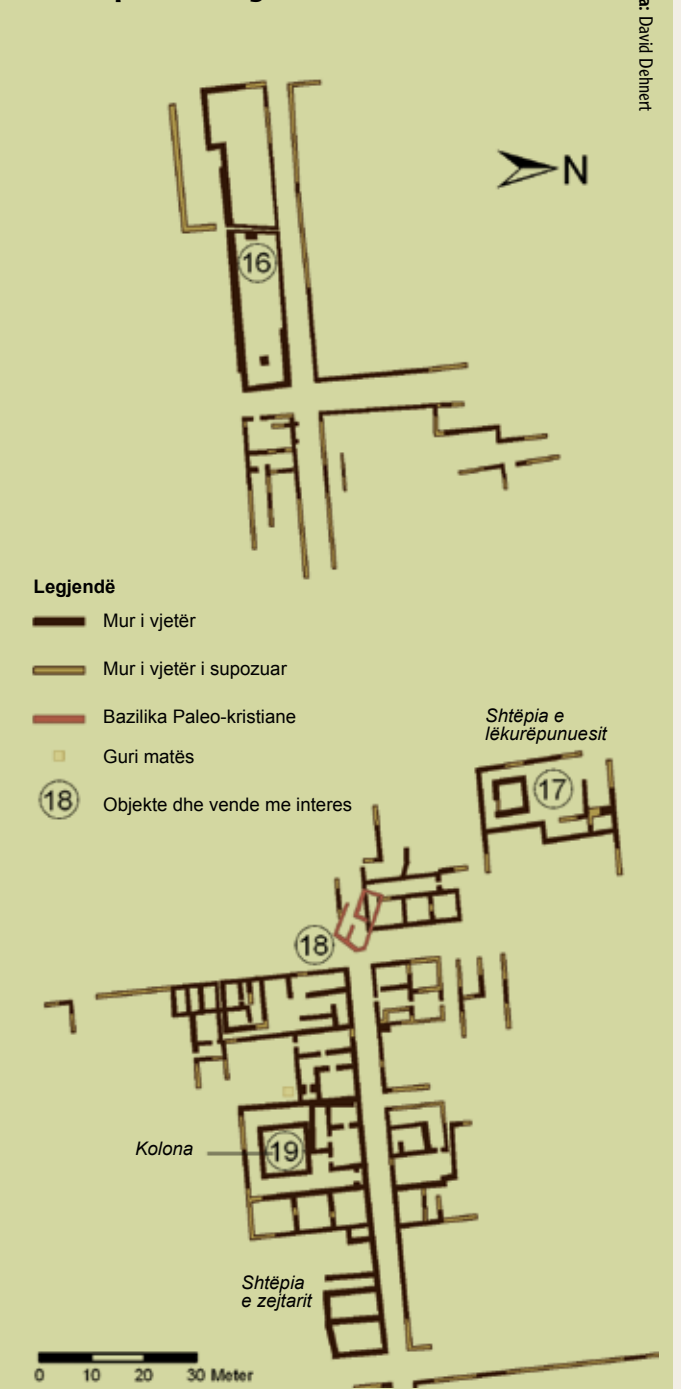 a: David Dehnert
N
16
Legjendë
Mur i vjetër
Mur i vjetër i supozuar
Bazilika Paleo-kristiane
Guri matës
18 Objekte dhe vende me interes
Shtëpia e
lëkurëpunuesit
17
18
Kolona
19
Shtëpia
e zejtarit
0 10 20 30 Meter